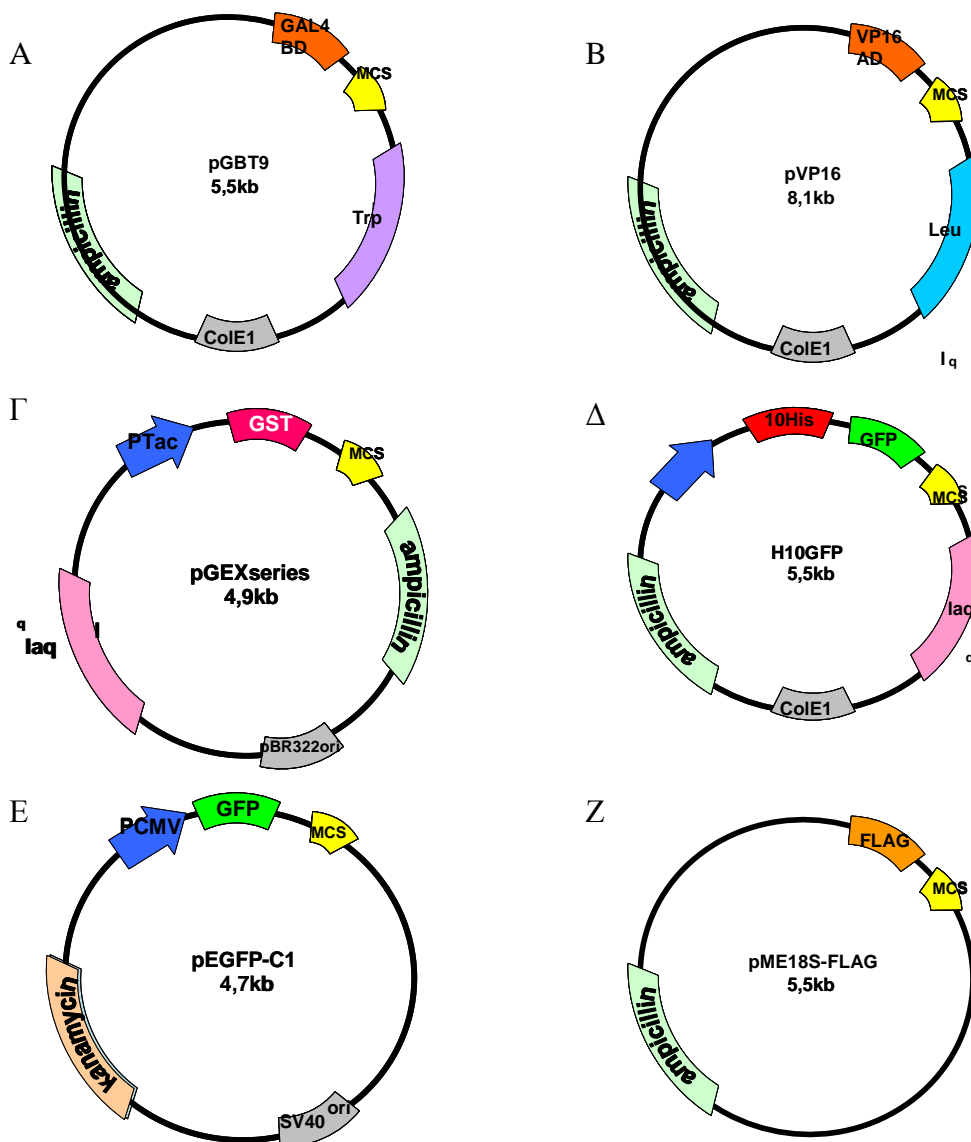 Α
GAL4
BD
MCS
pGBT9
5,5kb
Trp
ampicillin
ColE1
Β
VP16
AD
MCS
pVP16
8,1kb
Leu
ampicillin
ColE1
I q
Γ
PTac
GST
MCS
pGEXseries
4,9kb
ampicillin
q
laq
I
pBR322ori
Δ
10His
GFP
MCS
S
H10GFP
5,5kb
laq
q
ampicillin
ColE1
Ε
PCMV
GFP
MCS
pEGFP-C1
4,7kb
kanamycin
SV40 ori
Ζ
FLAG
MCS
pME18S-FLAG
5,5kb
ampicillin